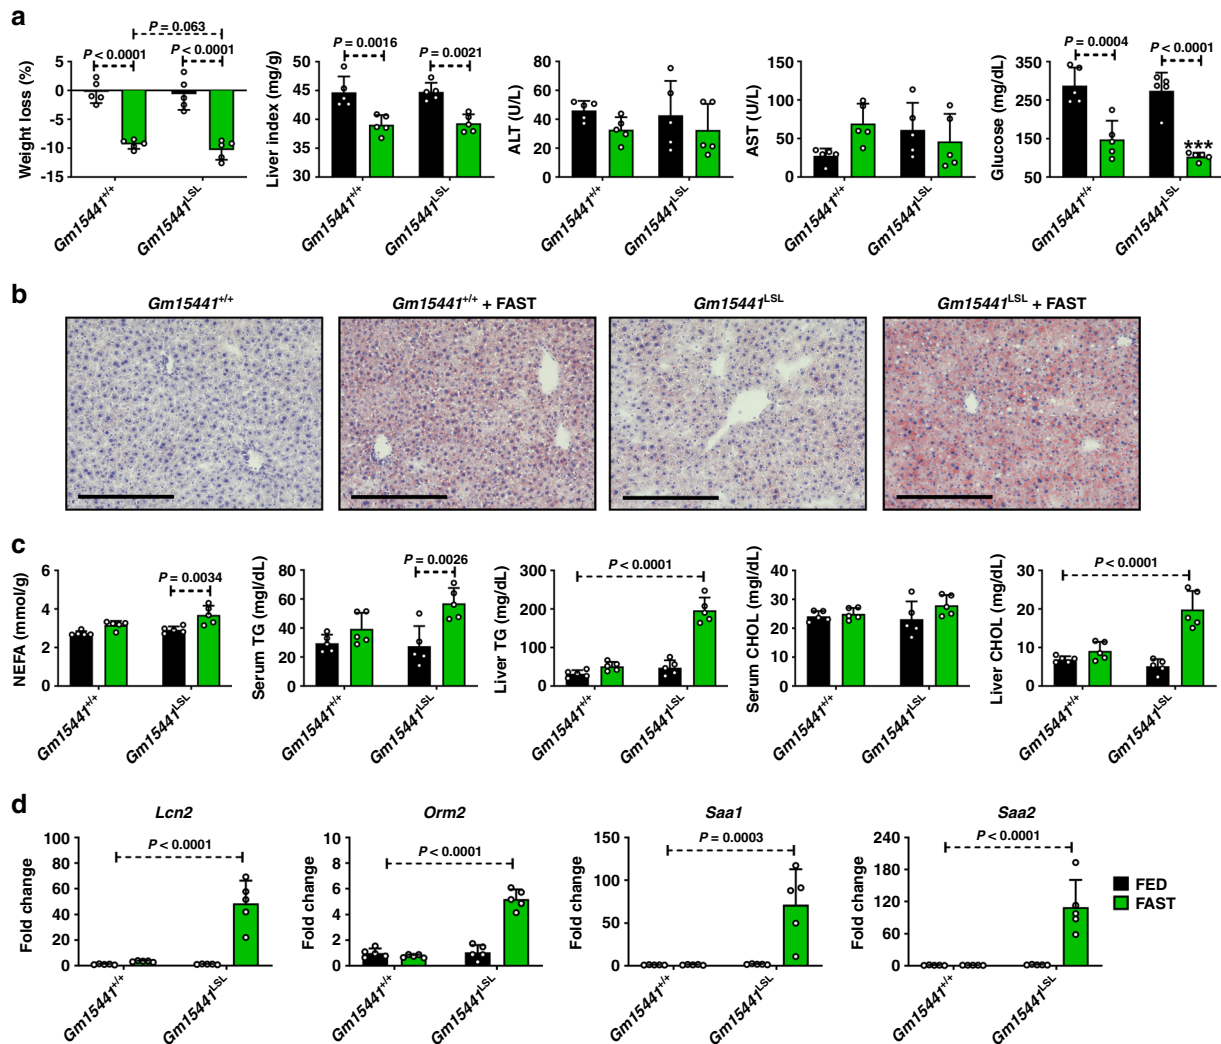 a
P = 0.063
P < 0.0001 P < 0.0001
Weight loss (%)
5
0
-5
-10
-15
Gm15441+/+ Gm15441LSL
P = 0.0016 P = 0.0021
Liver index (mg/g)
50
45
40
35
30
Gm15441+/+ Gm15441LSL
ALT (U/L)
80
60
40
20
0
Gm15441+/+ Gm15441LSL
AST (U/L)
150
100
50
0
Gm15441+/+ Gm15441LSL
P = 0.0004 P < 0.0001
Glucose (mg/dL)
350
250
150
50
***
Gm15441+/+ Gm15441LSL
b
Gm15441+/+ Gm15441+/+ + FAST Gm15441LSL Gm15441LSL + FAST
c
P = 0.0034
NEFA (mmol/g)
6
4
2
0
Gm15441+/+ Gm15441LSL
P = 0.0026
Serum TG (mgl/dL)
80
60
40
20
0
Gm15441+/+ Gm15441LSL
P < 0.0001
Liver TG (mg/dL)
300
200
100
0
Gm15441+/+ Gm15441LSL
Serum CHOL (mgl/dL)
40
30
20
10
0
Gm15441+/+ Gm15441LSL
P < 0.0001
Liver CHOL (mg/dL)
30
20
10
0
Gm15441+/+ Gm15441LSL
d
Lcn2
P < 0.0001
Fold change
100
80
60
40
20
0
Gm15441+/+ Gm15441LSL
Orm2
P < 0.0001
Fold change
8
6
4
2
0
Gm15441+/+ Gm15441LSL
Saa1
P = 0.0003
Fold change
150
100
50
0
Gm15441+/+ Gm15441LSL
Saa2
P < 0.0001
Fold change
240
180
120
60
0
Gm15441+/+ Gm15441LSL
FED
FAST